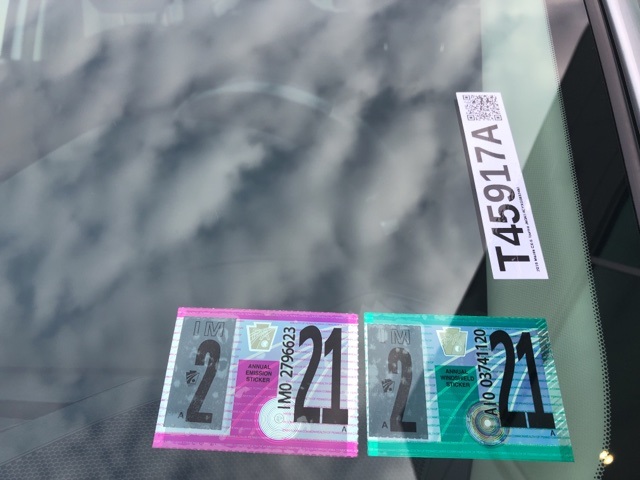 T45917A
IM
2
A
ANNUAL
EMISSION
STICKER
IM0 2796623
21
A
IM
2
A
ANNUAL
WINDSHIELD
STICKER
AI0 03741120
21
A